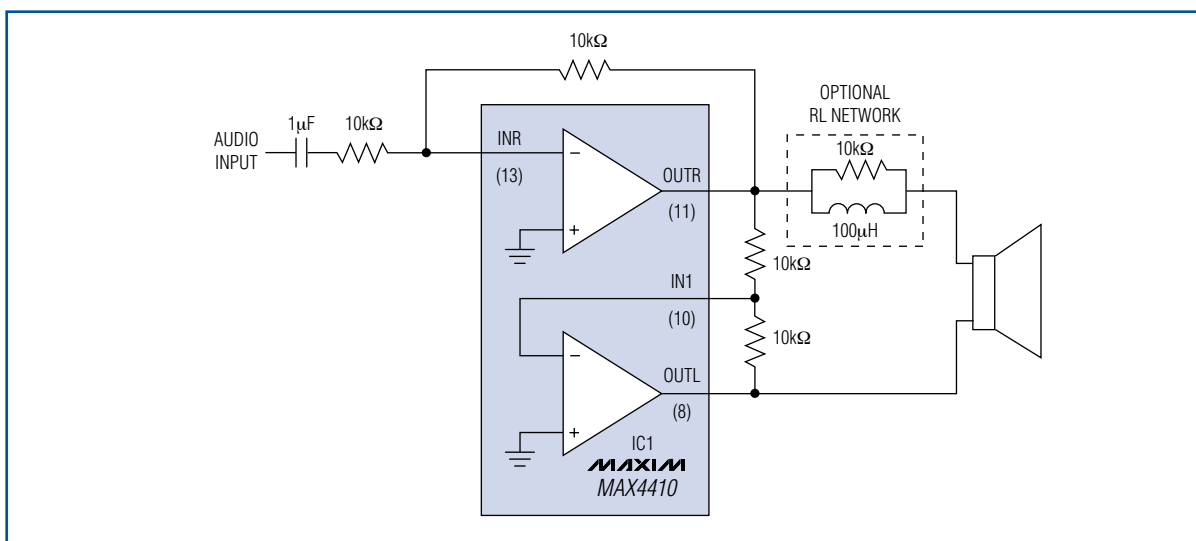 10kΩ
OPTIONAL
RL NETWORK
1μF
10kΩ
10kΩ
AUDIO
INPUT
INR
−
(13)
OUTR
(11)
+
100μH
10kΩ
IN1
(10)
10kΩ
−
OUTL
(8)
+
IC1
MAXIM
MAX4410